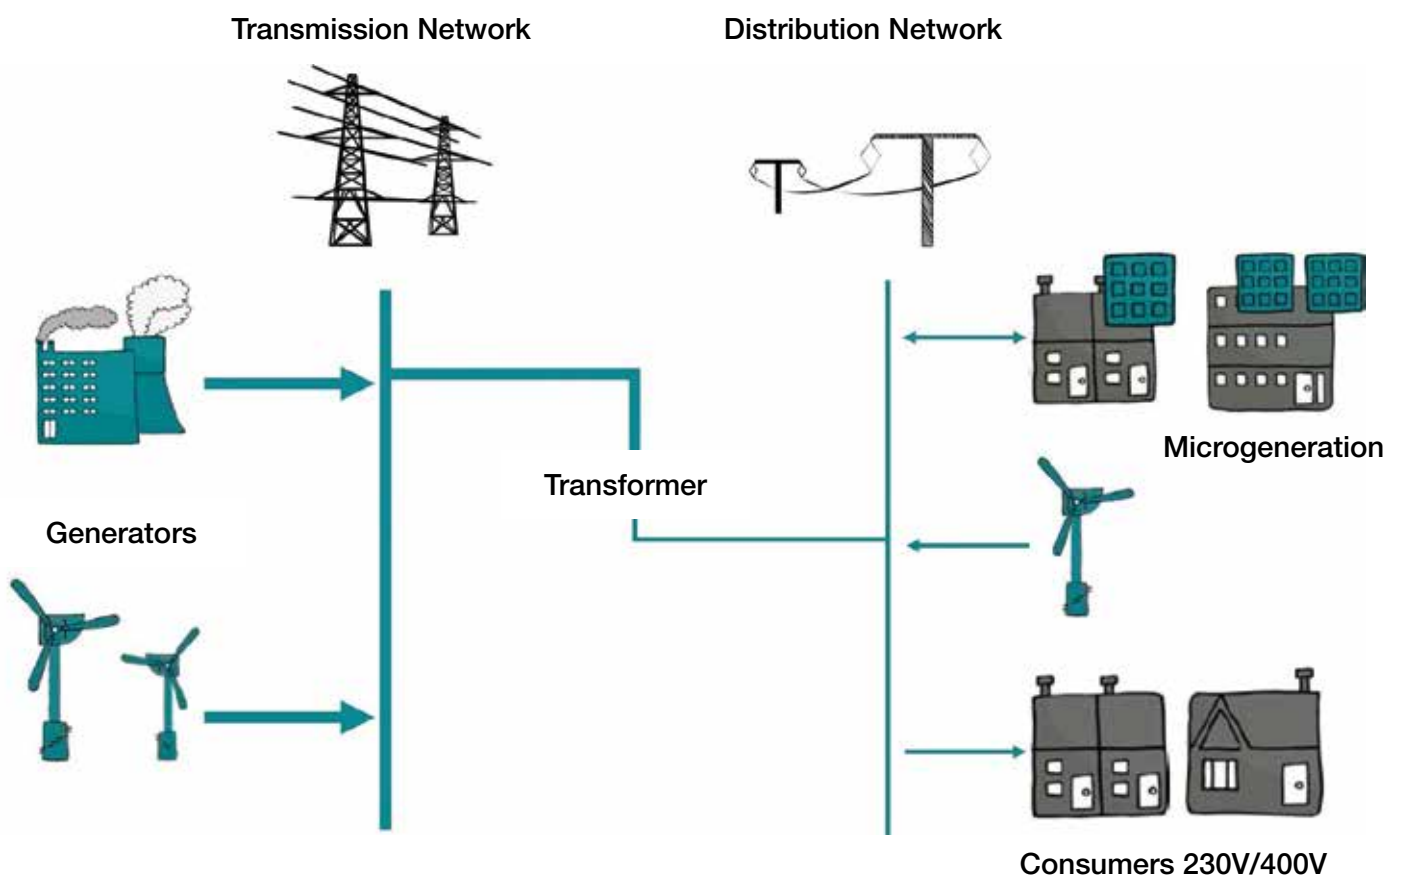 Transmission Network
Distribution Network
Microgeneration
Transformer
Generators
Consumers 230V/400V